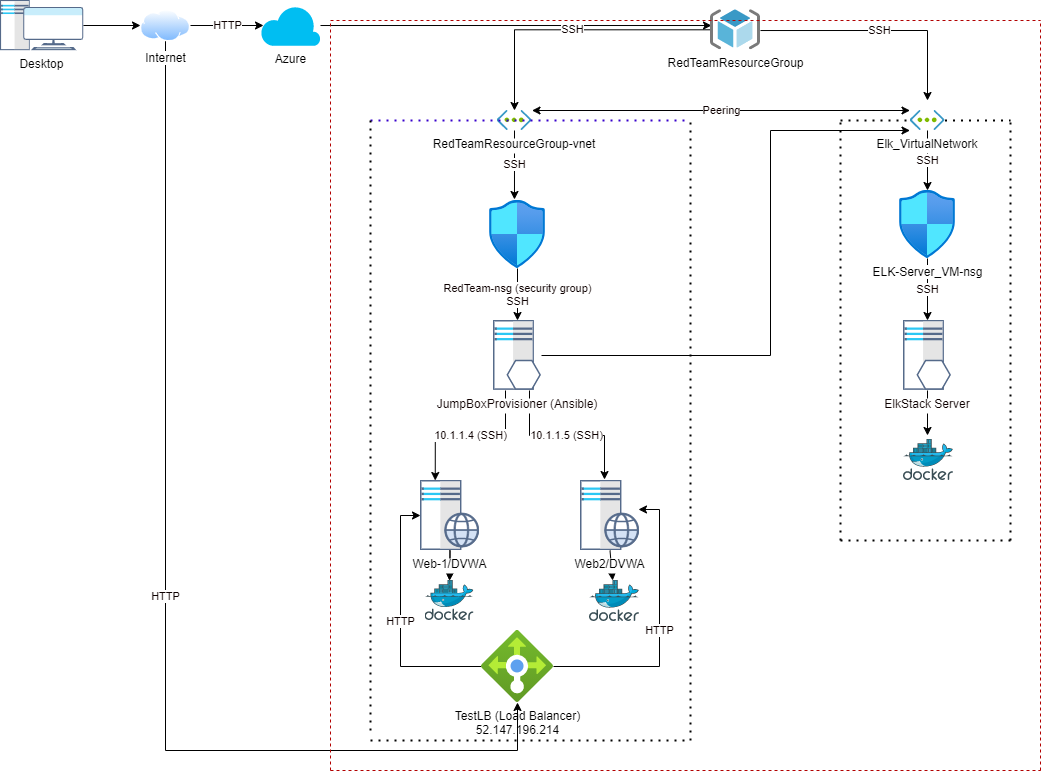 HTTP
SSH
SSH
Desktop
Internet
Azure
RedTeamResourceGroup
Peering
RedTeamResourceGroup-vnet
Elk_VirtualNetwork
SSH
SSH
ELK-Server_VM-nsg
RedTeam-nsg (security group)
SSH
SSH
JumpBoxProvisioner (Ansible)
ElkStack Server
10.1.1.4 (SSH)
10.1.1.5 (SSH)
docker
Web-1/DVWA
Web2/DVWA
HTTP
docker
docker
HTTP
HTTP
TestLB (Load Balancer)
52.147.196.214